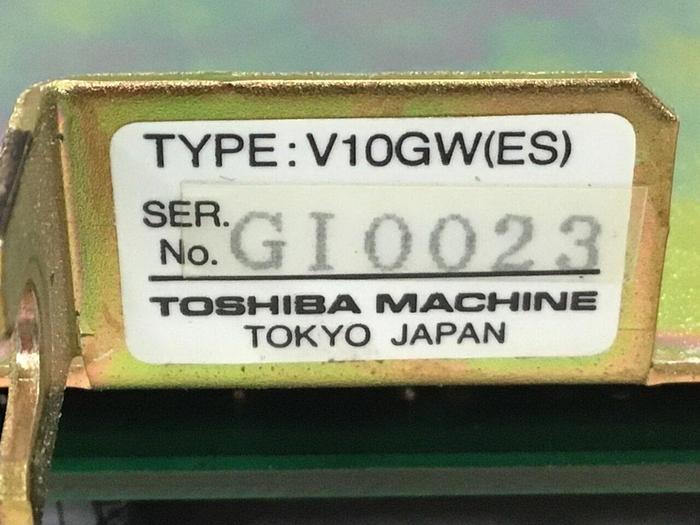 TYPE: V10GW(ES)
SER.
No. GI0023
TOSHIBA MACHINE
TOKYO JAPAN